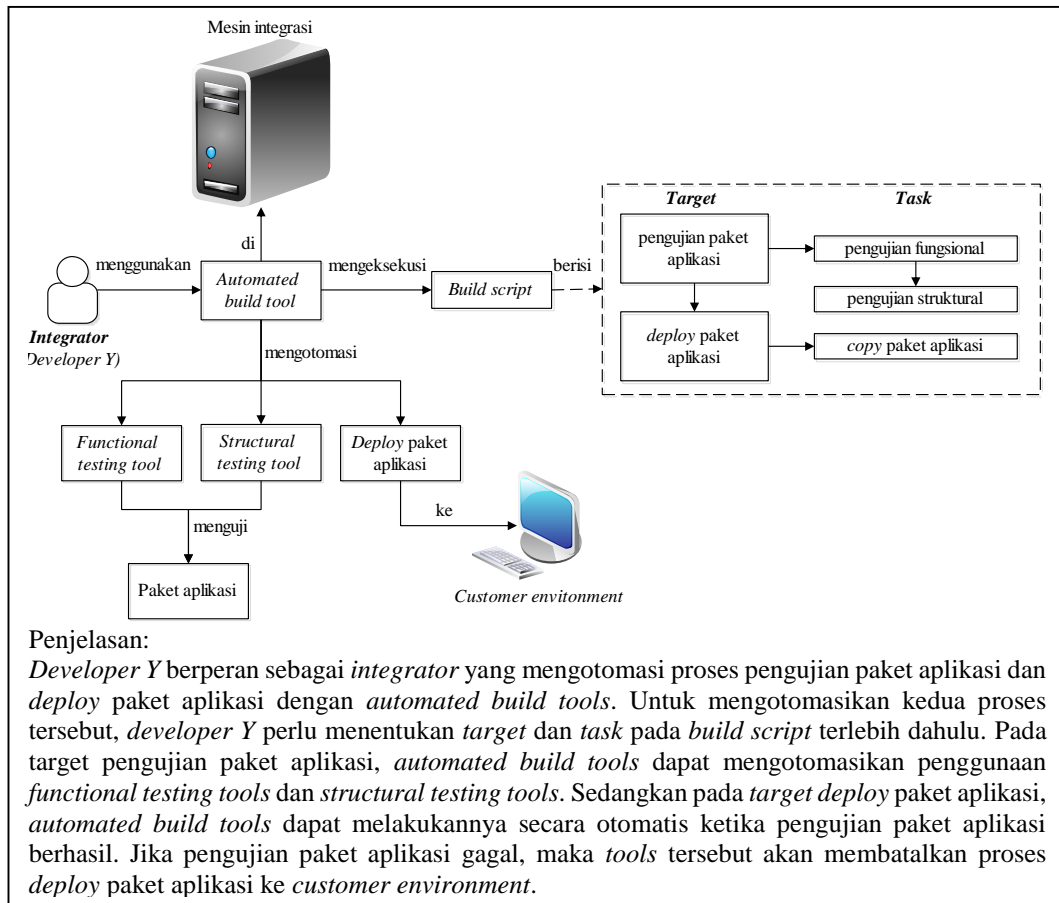 Mesin integrasi
Target
Task
pengujian paket
aplikasi
pengujian fungsional
pengujian struktural
deploy paket
aplikasi
copy paket aplikasi
di
menggunakan
Automated
build tool
mengeksekusi
Build script
berisi
Integrator
Developer Y)
mengotomasi
Functional
testing tool
Structural
testing tool
Deploy paket
aplikasi
ke
menguji
Paket aplikasi
Customer envitonment
Penjelasan:
Developer Y berperan sebagai integrator yang mengotomasi proses pengujian paket aplikasi dan
deploy paket aplikasi dengan automated build tools. Untuk mengotomasikan kedua proses
tersebut, developer Y perlu menentukan target dan task pada build script terlebih dahulu. Pada
target pengujian paket aplikasi, automated build tools dapat mengotomasikan penggunaan
functional testing tools dan structural testing tools. Sedangkan pada target deploy paket aplikasi,
automated build tools dapat melakukannya secara otomatis ketika pengujian paket aplikasi
berhasil. Jika pengujian paket aplikasi gagal, maka tools tersebut akan membatalkan proses
deploy paket aplikasi ke customer environment.